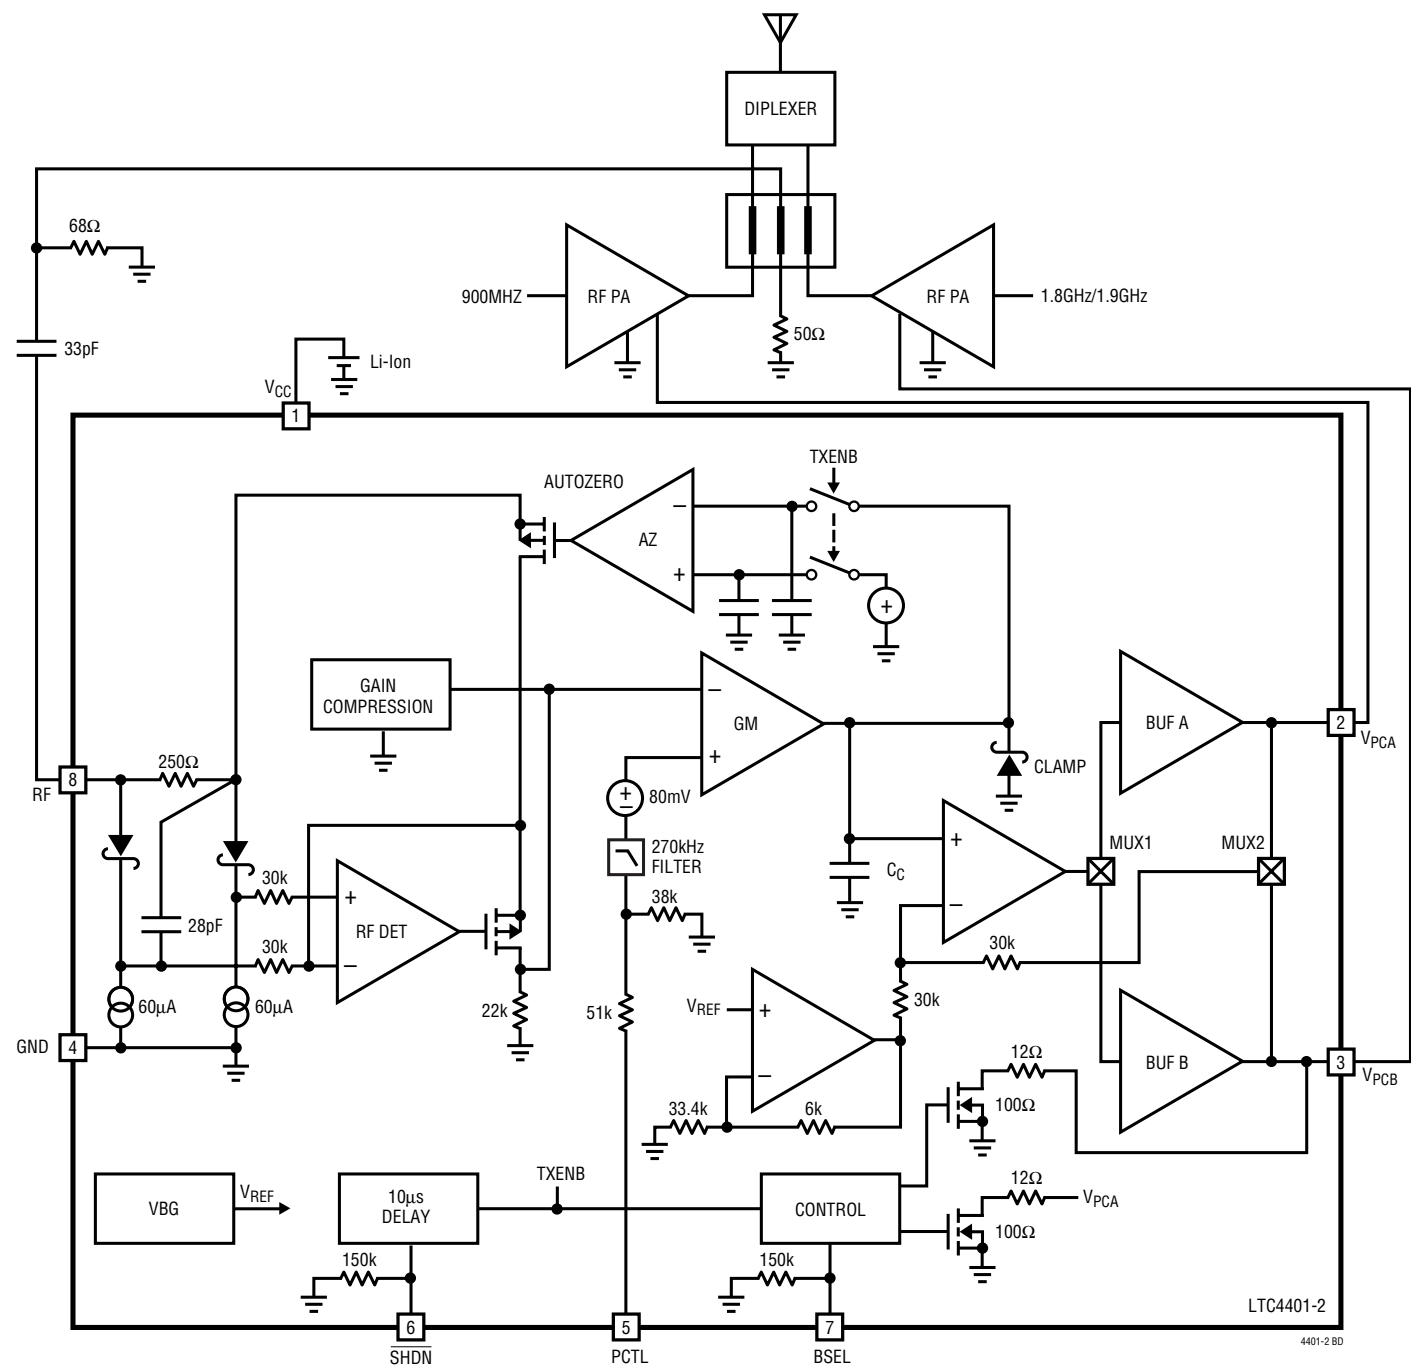 DIPLEXER
68Ω
900MHZ
RF PA
RF PA
1.8GHz/1.9GHz
50Ω
33pF
Li-Ion
VCC
1
TXENB
AUTOZERO
–
AZ
+
+
GAIN
COMPRESSION
–
GM
+
BUF A
2
VPCA
250Ω
8
RF
CLAMP
+
–
80mV
270kHz
FILTER
+
MUX1
MUX2
CC
30k
+
38k
–
28pF
RF DET
30k
–
30k
60µA
60µA
22k
51k
VREF
+
30k
GND
4
12Ω
BUF B
3
VPCB
–
100Ω
33.4k
6k
TXENB
12Ω
VBG
VREF
10µs
DELAY
CONTROL
VPCA
100Ω
150k
150k
LTC4401-2
6
5
7
4401-2 BD
SHDN
PCTL
BSEL